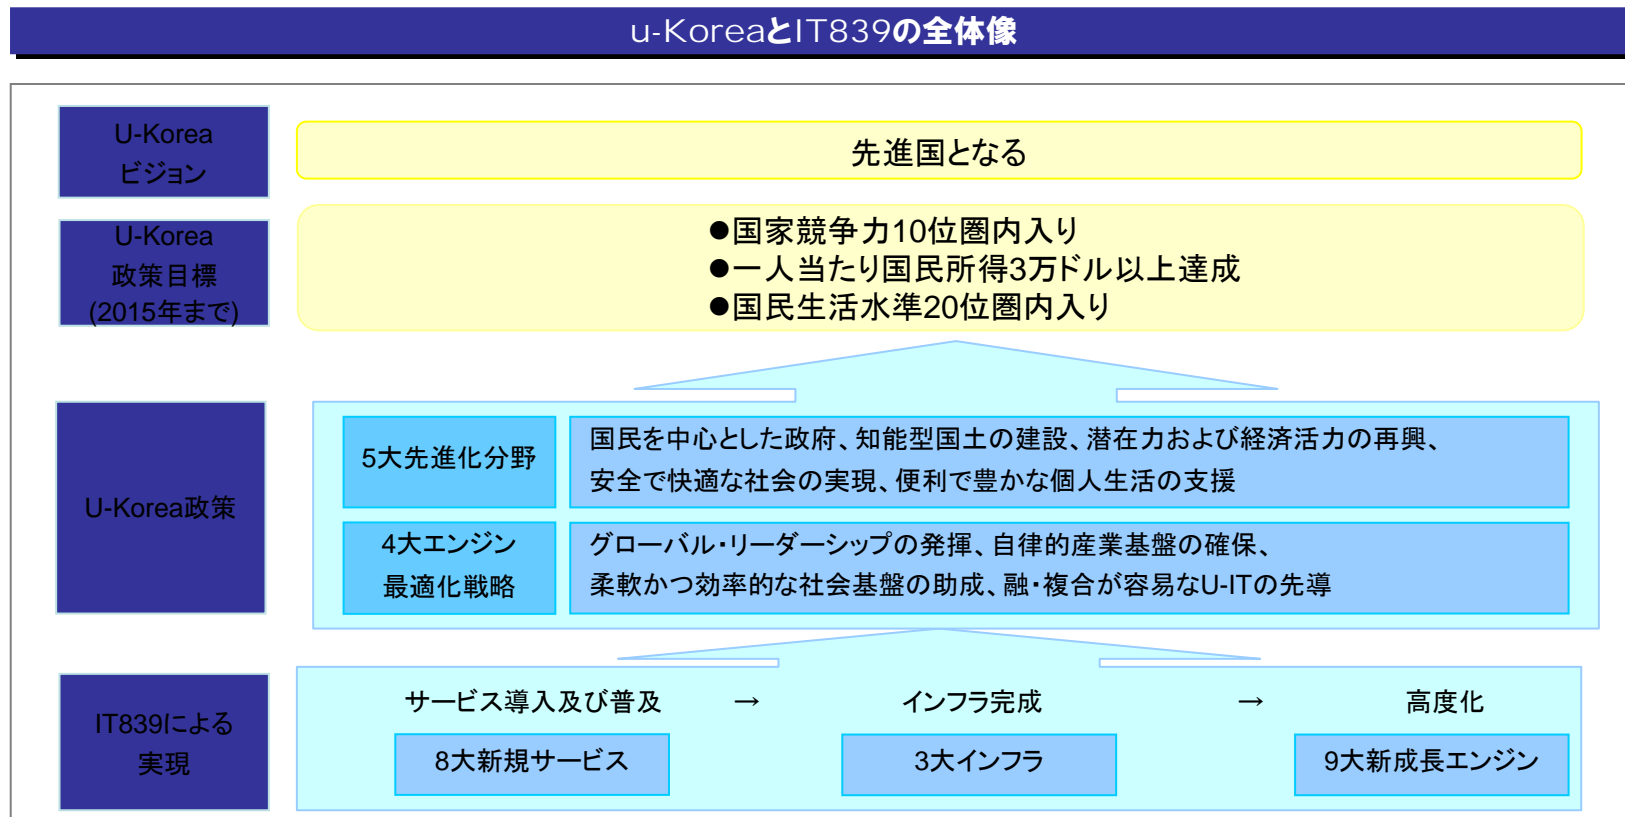 u-KoreaとIT839の全体像
U-Korea
ビジョン
先進国となる
U-Korea
政策目標
(2015年まで)
●国家競争力10位圏内入り
●一人当たり国民所得3万ドル以上達成
●国民生活水準20位圏内入り
U-Korea政策
5大先進化分野
国民を中心とした政府、知能型国土の建設、潜在力および経済活力の再興、
安全で快適な社会の実現、便利で豊かな個人生活の支援
4大エンジン
最適化戦略
グローバル・リーダーシップの発揮、自律的産業基盤の確保、
柔軟かつ効率的な社会基盤の助成、融・複合が容易なU-ITの先導
IT839による
実現
サービス導入及び普及 → インフラ完成 → 高度化
8大新規サービス 3大インフラ 9大新成長エンジン